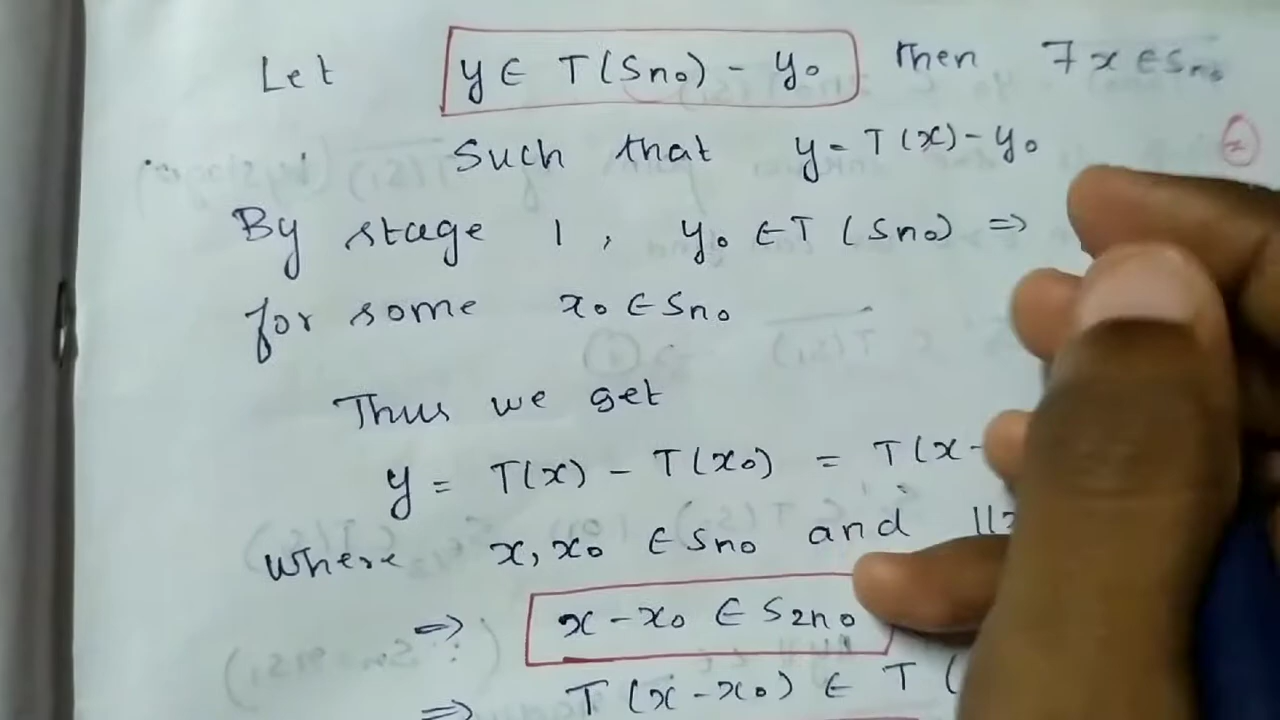 Let y ∈ T(Sn₀) - y₀ Then ∃ x ∈ Sn₀
Such that y = T(x) - y₀
By stage 1, y₀ ∈ T(Sn₀) ⇒
for some x₀ ∈ Sn₀
Thus we get
y = T(x) - T(x₀) = T(x-
where x, x₀ ∈ Sn₀ and ||x
⇒ x - x₀ ∈ S2n₀
⇒ T(x - x₀) ∈ T(